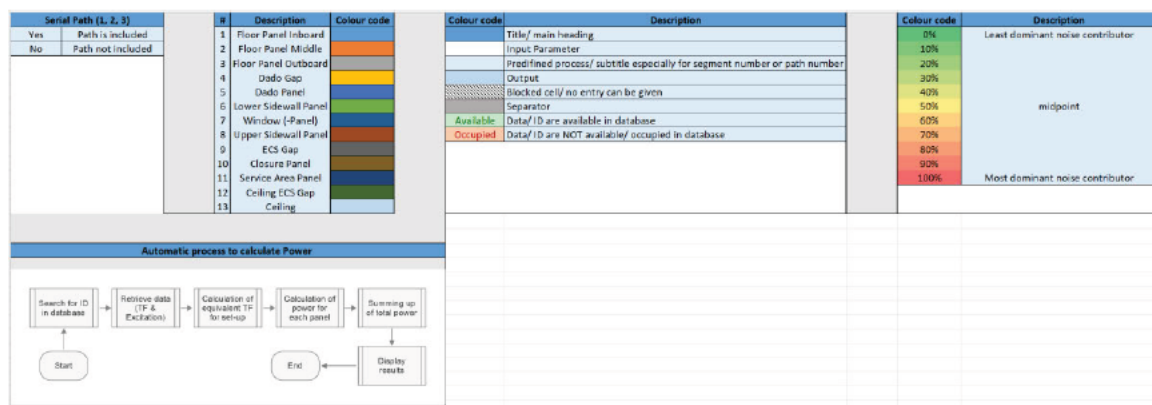 Serial Path (1, 2, 3)
Yes Path is included
No Path not included
# Description Colour code
1 Floor Panel Inboard
2 Floor Panel Middle
3 Floor Panel Outboard
4 Dado Gap
5 Dado Panel
6 Lower Sidewall Panel
7 Window (-Panel)
8 Upper Sidewall Panel
9 ECS Gap
10 Closure Panel
11 Service Area Panel
12 Ceiling ECS Gap
13 Ceiling
Colour code Description
Title/ main heading
Input Parameter
Predifined process/ subtitle especially for segment number or path number
Output
Blocked cell/ no entry can be given
Separator
Available Data/ ID are available in database
Occupied Data/ ID are NOT available/ occupied in database
Colour code Description
0% Least dominant noise contributor
10%
20%
30%
40%
50% midpoint
60%
70%
80%
90%
100% Most dominant noise contributor
Automatic process to calculate Power
Search for ID
in database
Retrieve data
(TF &
Excitation)
Calculation of
equivalent TF
for set-up
Calculation of
power for
each panel
Summing up
of total power
Start
End
Display
results